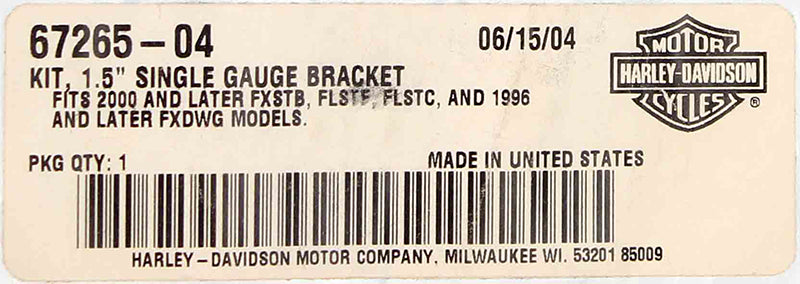 67265-04
06/15/04
MOTOR
HARLEY-DAVIDSON
CYCLES
®
KIT, 1.5" SINGLE GAUGE BRACKET
FITS 2000 AND LATER FXSTB, FLSTF, FLSTC, AND 1996
AND LATER FXDWG MODELS.
PKG QTY: 1
MADE IN UNITED STATES
HARLEY-DAVIDSON MOTOR COMPANY, MILWAUKEE WI. 53201 85009